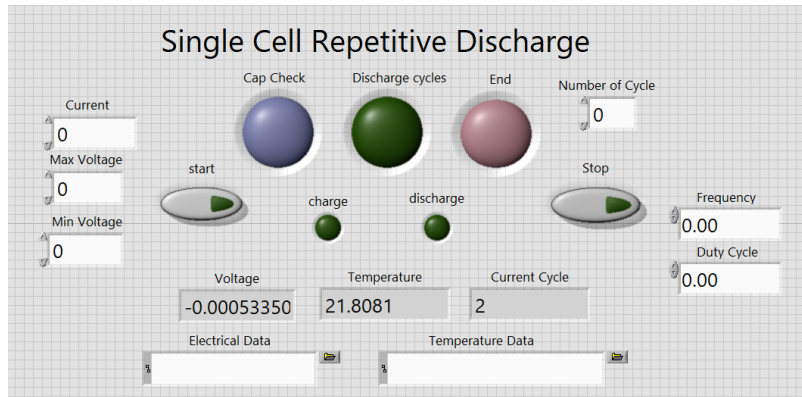 Single Cell Repetitive Discharge
Cap Check
Discharge cycles
End
Number of Cycle
0
Current
0
Max Voltage
0
Min Voltage
0
start
charge
discharge
Stop
Frequency
0.00
Duty Cycle
0.00
Voltage
-0.00053350
Temperature
21.8081
Current Cycle
2
Electrical Data
Temperature Data